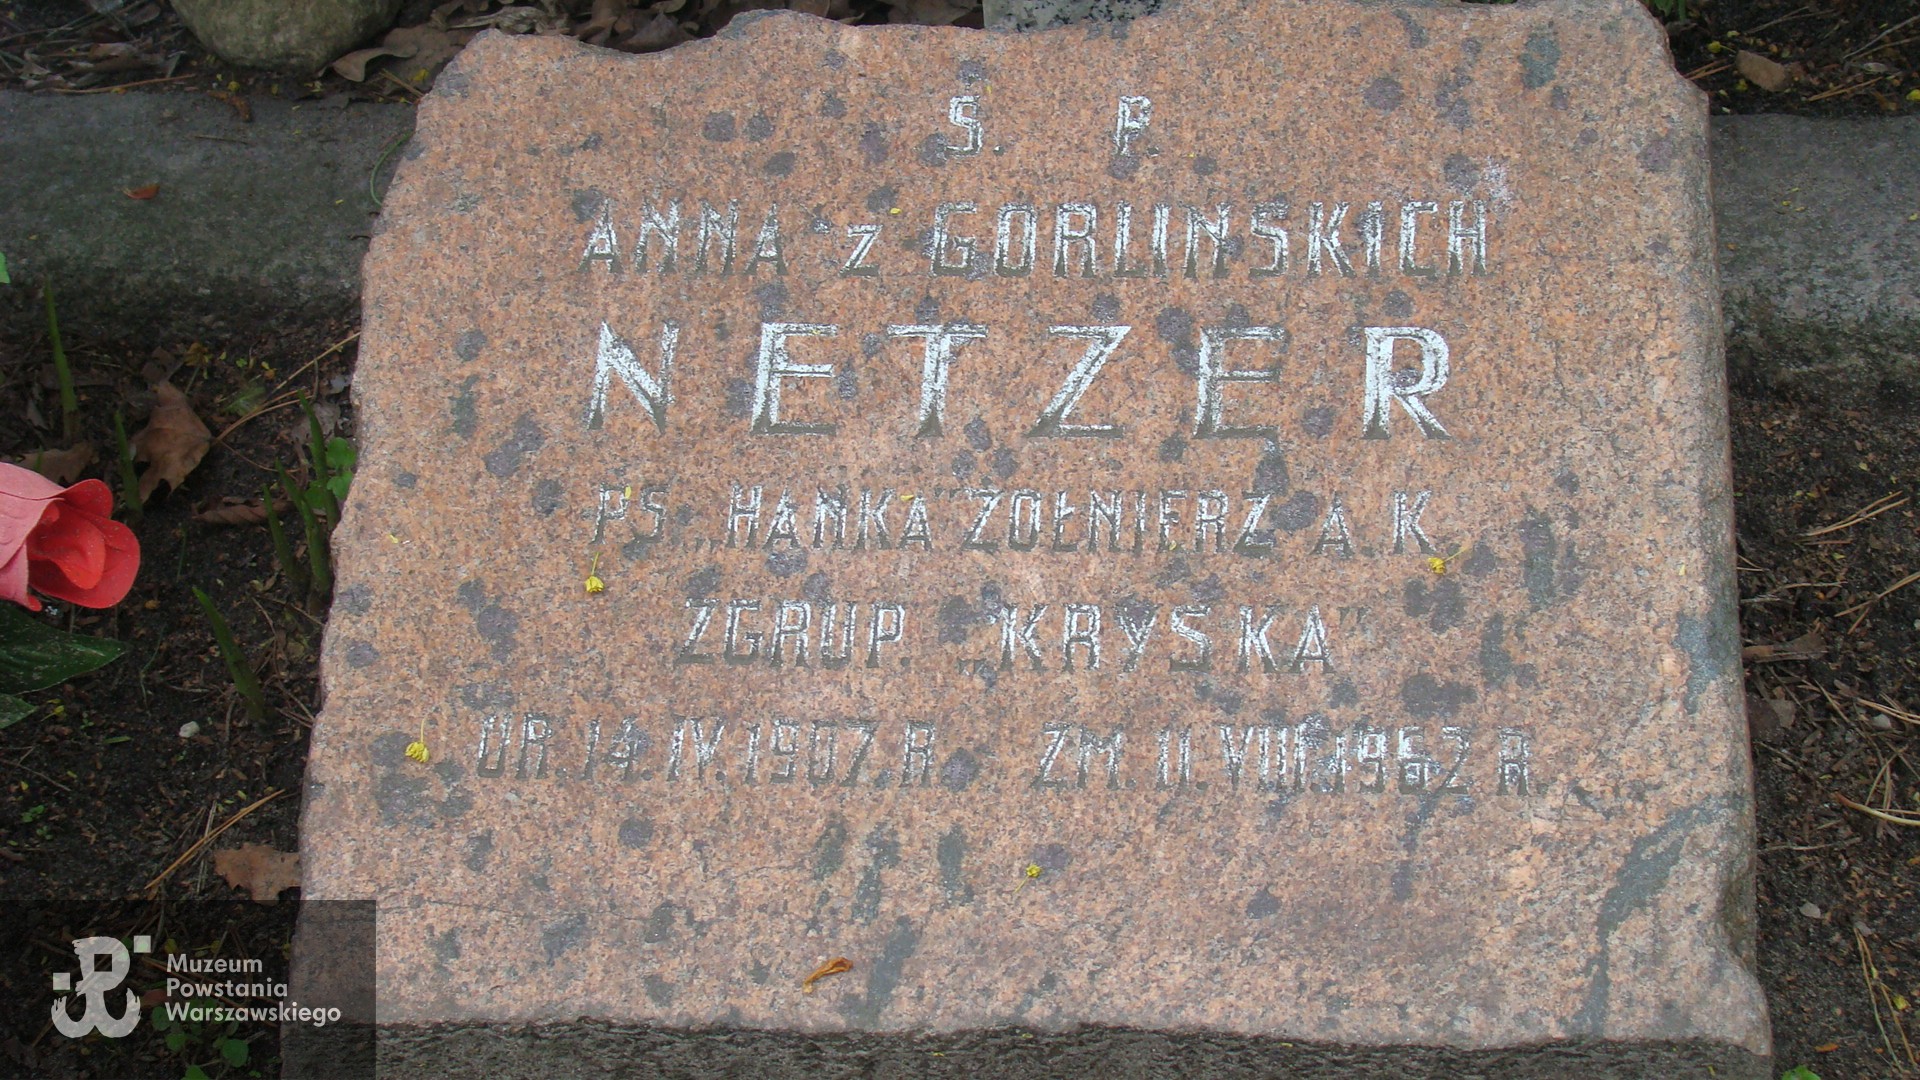 Ś. P.
ANNA z GORLIŃSKICH
NETZER
PS. „HANKA" ŻOŁNIERZ A. K.
ZGRUP. „KRYSKA"
UR. 14. IV. 1907. R. ZM. 11. VIII. 1962 R.
Muzeum
Powstania
Warszawskiego